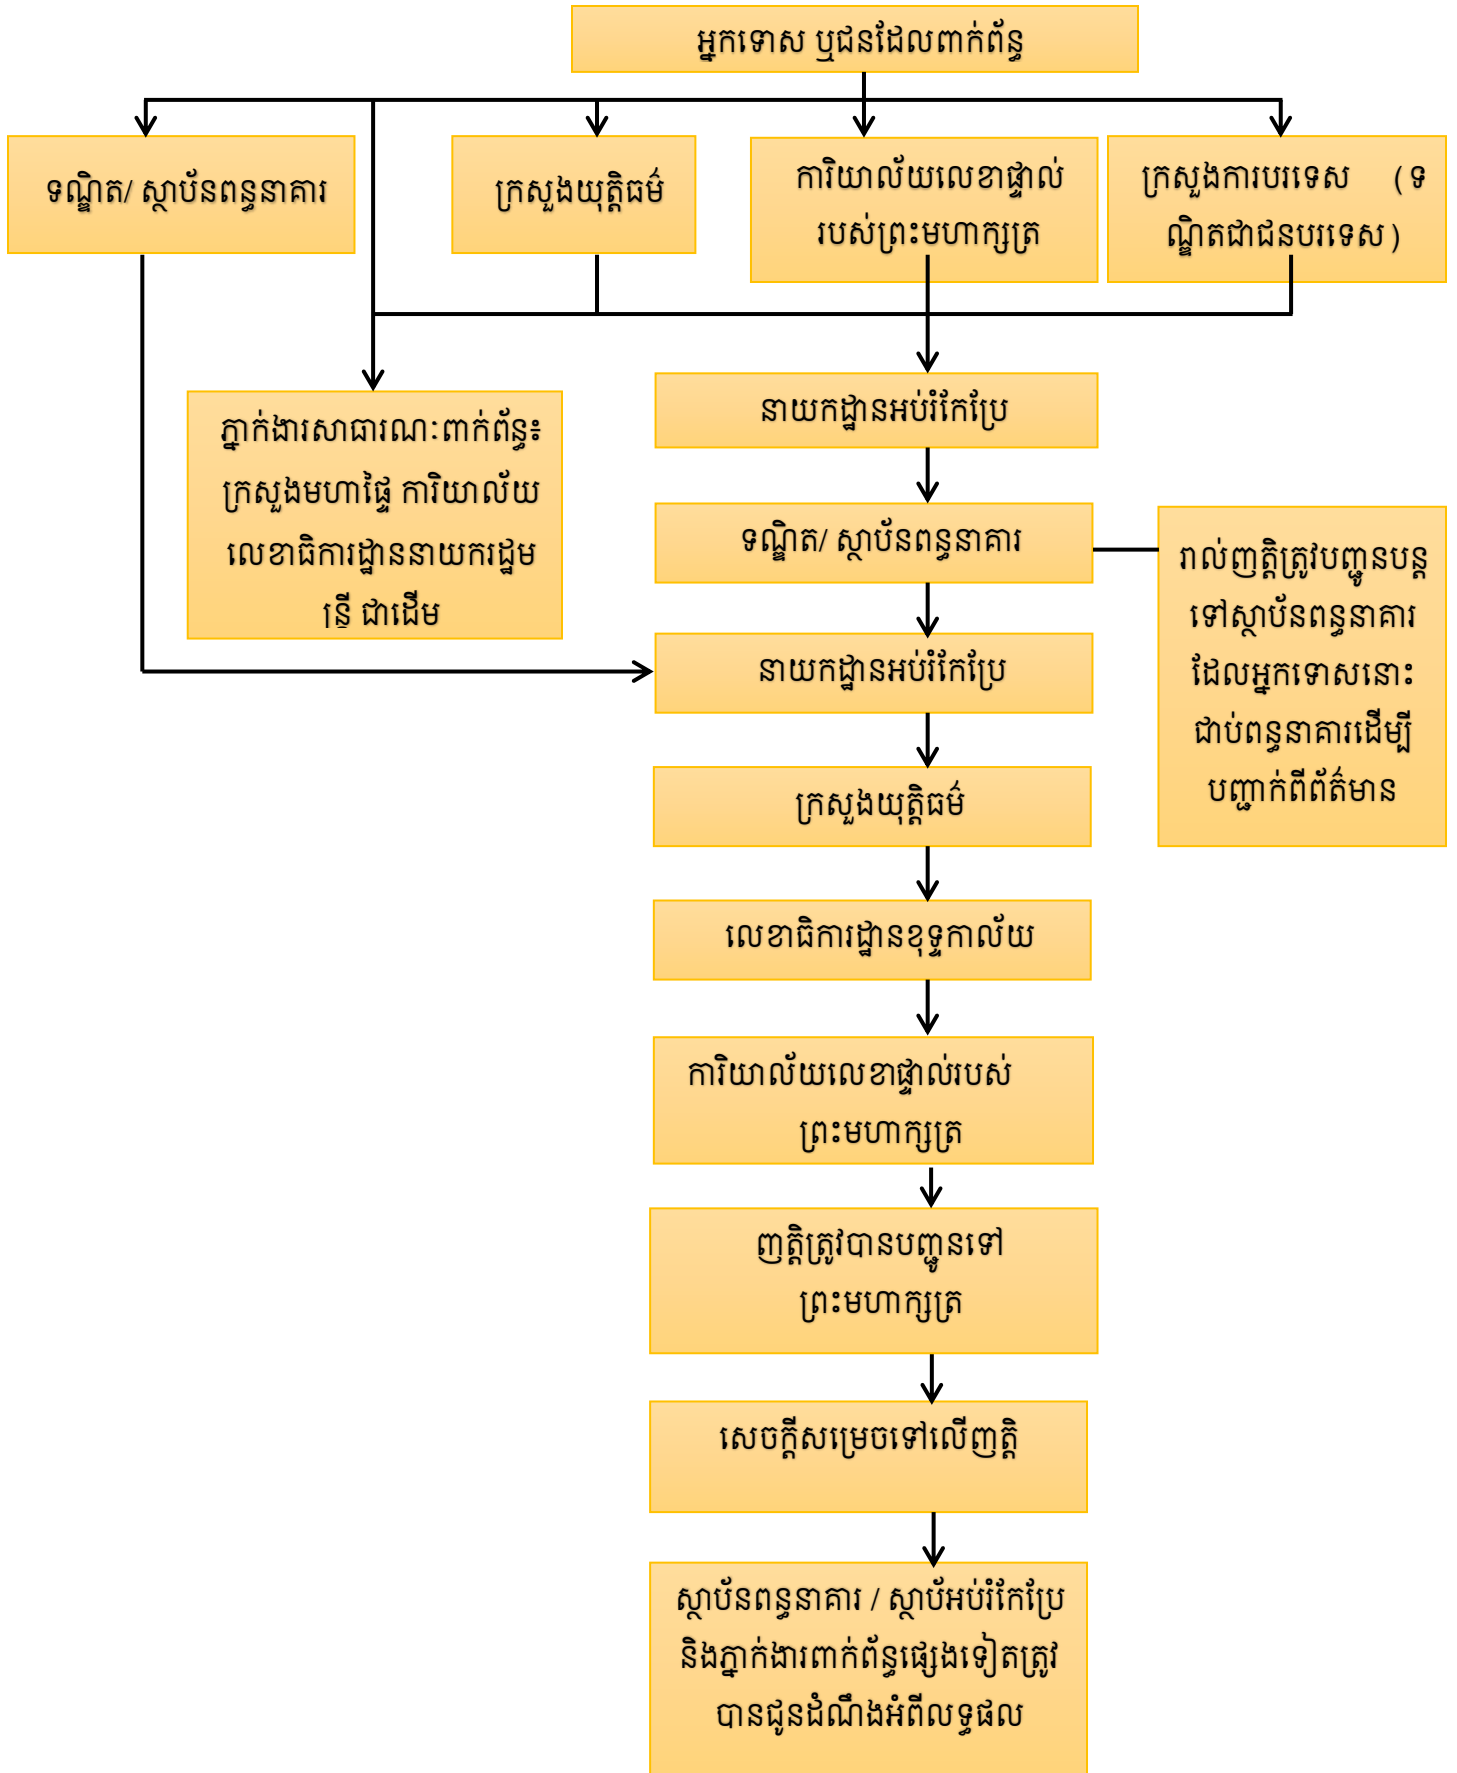 អ្នកទោស ឬជនដែលពាក់ព័ន្ធ
ទណ្ឌិត/ ស្ថាប័នពន្ធនាគារ
ក្រសួងយុត្តិធម៌
ការិយាល័យលេខាផ្ទាល់
របស់ព្រះមហាក្សត្រ
ក្រសួងការបរទេស (ទ
ណ្ឌិតជាជនបរទេស)
ភ្នាក់ងារសាធារណៈពាក់ព័ន្ធ៖
ក្រសួងមហាផ្ទៃ ការិយាល័យ
លេខាធិការដ្ឋាននាយករដ្ឋម
ន្ត្រី ជាដើម
នាយកដ្ឋានអប់រំកែប្រែ
ទណ្ឌិត/ ស្ថាប័នពន្ធនាគារ
រាល់ញត្តិត្រូវបញ្ជូនបន្ត
ទៅស្ថាប័នពន្ធនាគារ
ដែលអ្នកទោសនោះ
ជាប់ពន្ធនាគារដើម្បី
បញ្ជាក់ពីព័ត៌មាន
នាយកដ្ឋានអប់រំកែប្រែ
ក្រសួងយុត្តិធម៌
លេខាធិការដ្ឋានខុទ្ទកាល័យ
ការិយាល័យលេខាផ្ទាល់របស់
ព្រះមហាក្សត្រ
ញត្តិត្រូវបានបញ្ជូនទៅ
ព្រះមហាក្សត្រ
សេចក្តីសម្រេចទៅលើញត្តិ
ស្ថាប័នពន្ធនាគារ / ស្ថាប័អប់រំកែប្រែ
និងភ្នាក់ងារពាក់ព័ន្ធផ្សេងទៀតត្រូវ
បានជូនដំណឹងអំពីលទ្ធផល